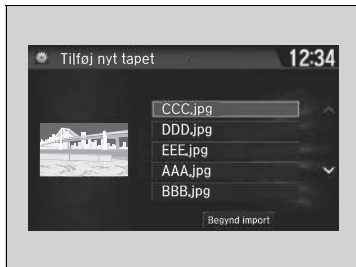 Tilføj nyt tapet 12:34
CCC.jpg
DDD.jpg
EEE.jpg
AAA.jpg
BBB.jpg
Begynd import